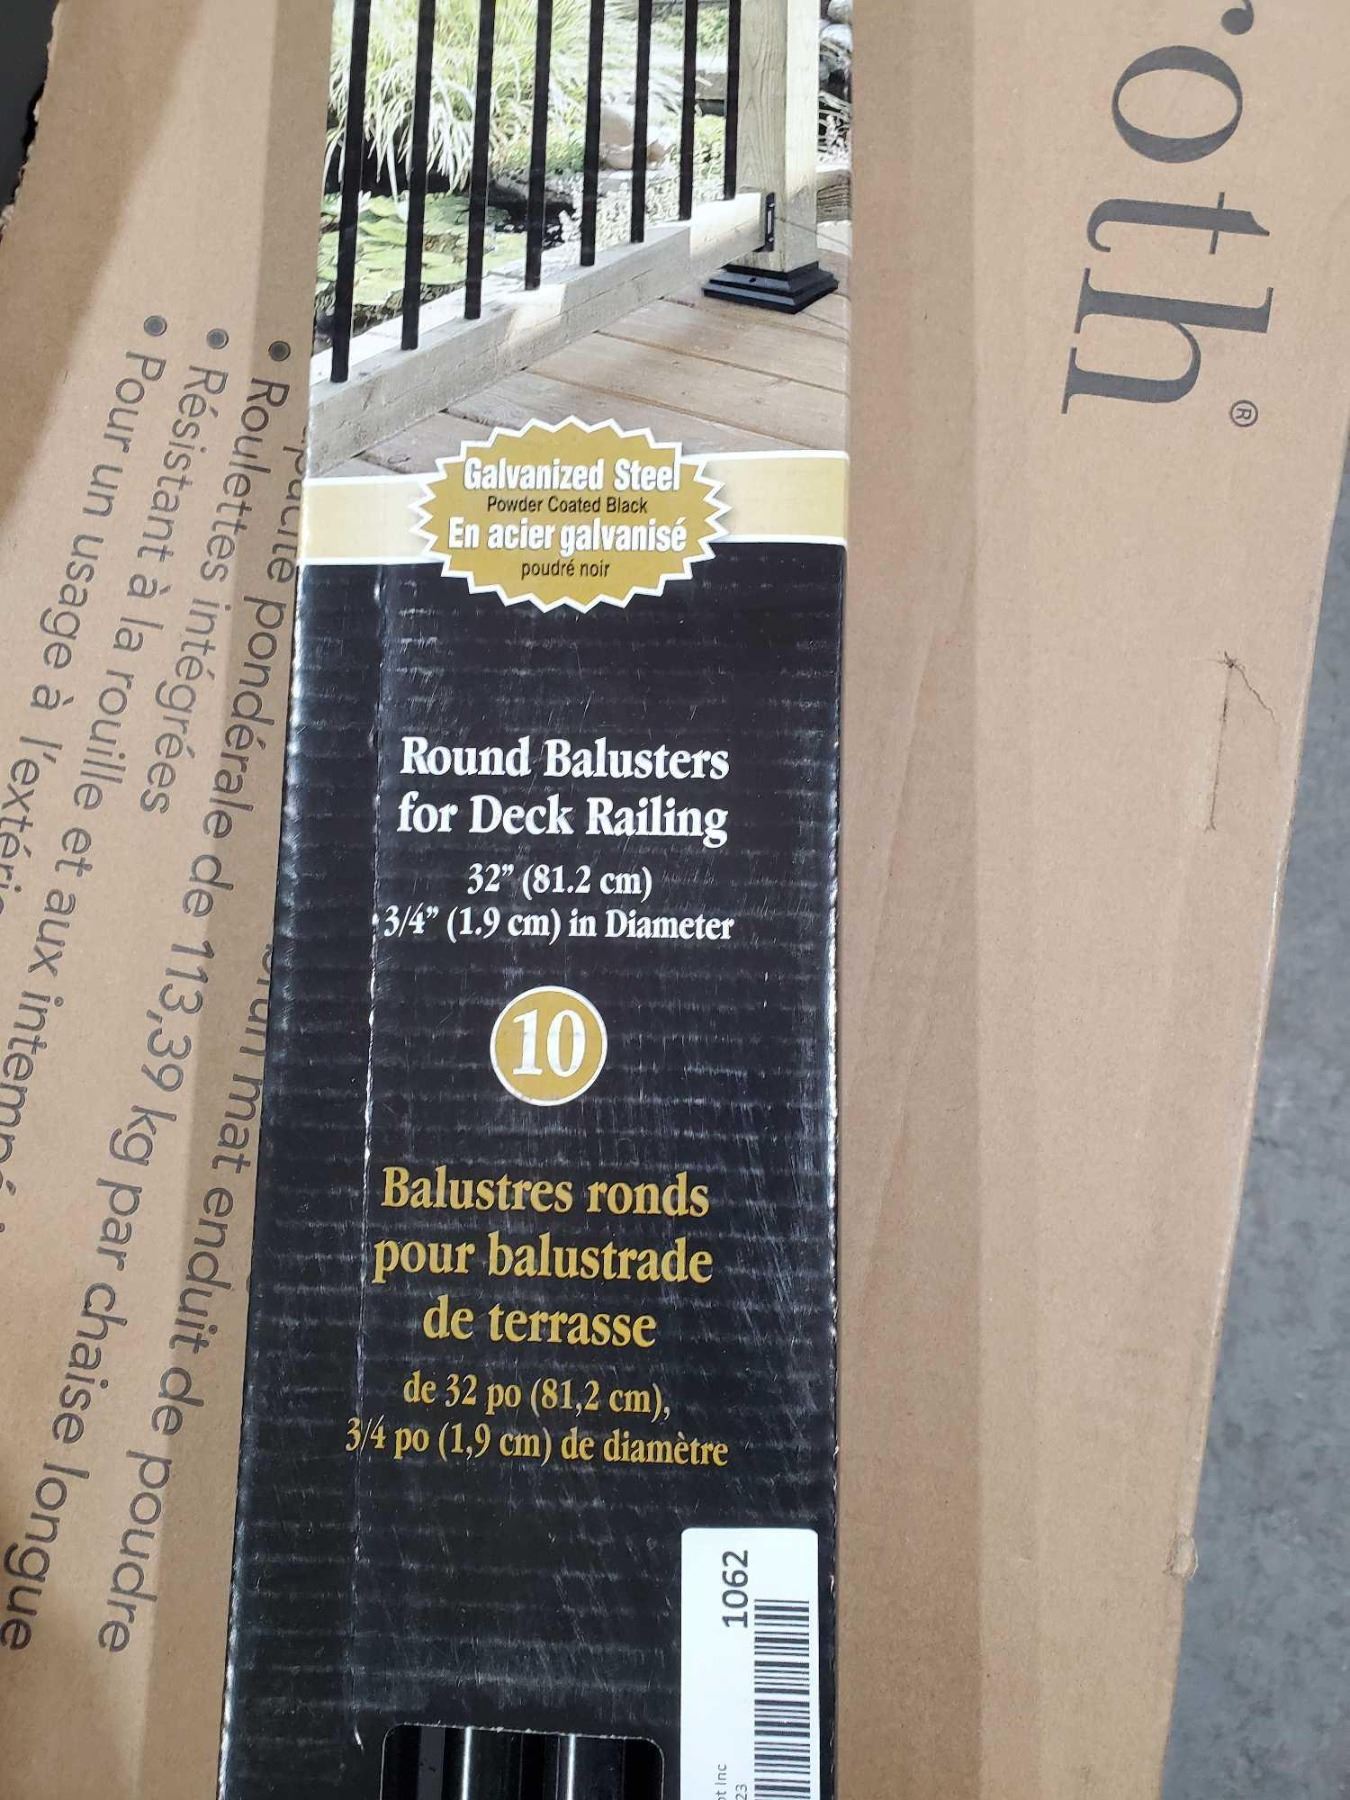 Galvanized Steel
Powder Coated Black
En acier galvanisé
poudré noir
Round Balusters
for Deck Railing
32” (81.2 cm)
3/4” (1.9 cm) in Diameter
10
Balustres ronds
pour balustrade
de terrasse
de 32 po (81,2 cm),
3/4 po (1,9 cm) de diamètre
1062
Inc
23
roth®
pondérale de 113,39 kg par chaise longue
• Roulettes intégrées
• Résistant à la rouille et aux
• Pour un usage à
mat enduit de poudre